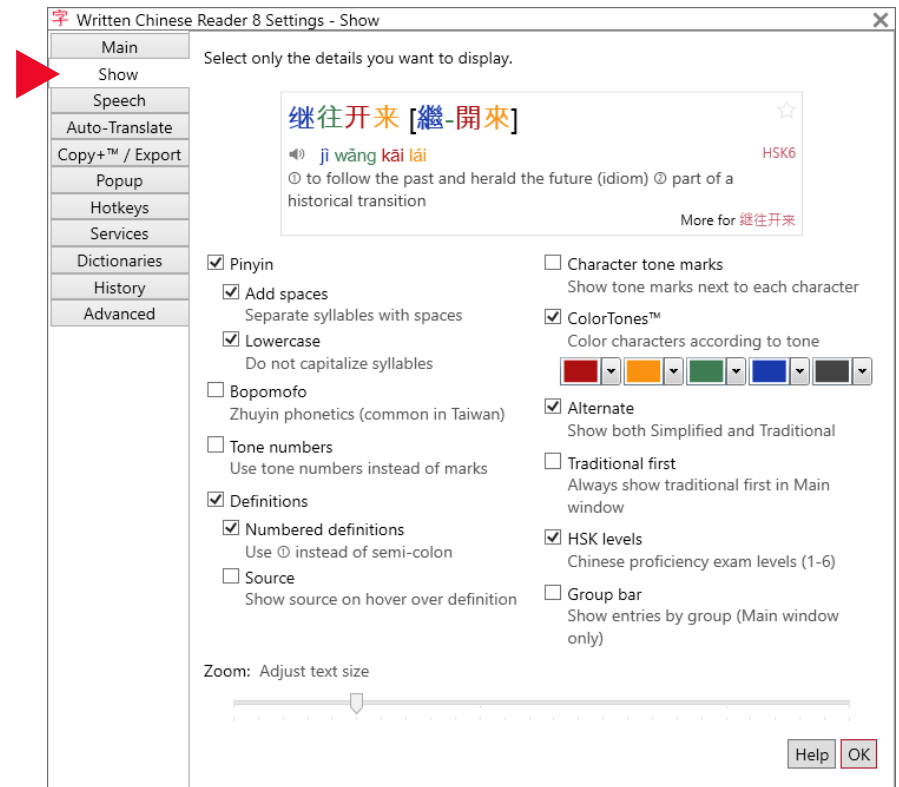 字 Written Chinese Reader 8 Settings - Show
Main
Show
Speech
Auto-Translate
Copy+™ / Export
Popup
Hotkeys
Services
Dictionaries
History
Advanced
Select only the details you want to display.
继往开来 [繼-開來]
jì wǎng kāi lái
HSK6
① to follow the past and herald the future (idiom) ② part of a
historical transition
More for 继往开来
Pinyin
Add spaces
Separate syllables with spaces
Lowercase
Do not capitalize syllables
Bopomofo
Zhuyin phonetics (common in Taiwan)
Tone numbers
Use tone numbers instead of marks
Definitions
Numbered definitions
Use ① instead of semi-colon
Source
Show source on hover over definition
Character tone marks
Show tone marks next to each character
ColorTones™
Color characters according to tone
Alternate
Show both Simplified and Traditional
Traditional first
Always show traditional first in Main
window
HSK levels
Chinese proficiency exam levels (1-6)
Group bar
Show entries by group (Main window
only)
Zoom: Adjust text size
Help OK